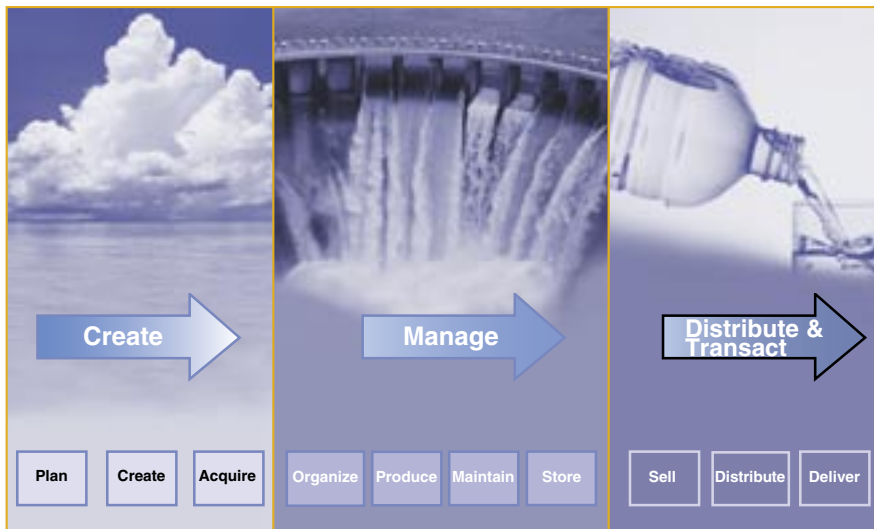 Create
Manage
Distribute &
Transact
Plan
Create
Acquire
Organize
Produce
Maintain
Store
Sell
Distribute
Deliver